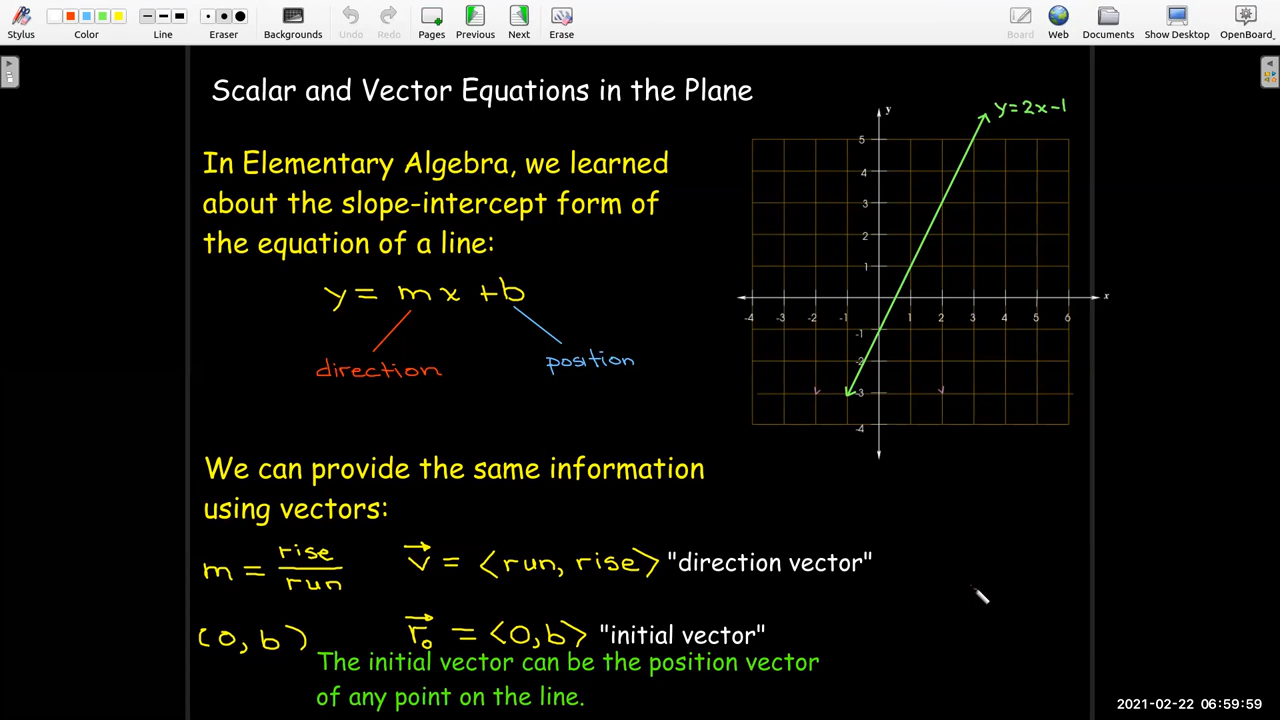 Stylus Color Line Eraser Backgrounds Undo Redo Pages Previous Next Erase Board Web Documents Show Desktop OpenBoard
Scalar and Vector Equations in the Plane
y = 2x - 1
In Elementary Algebra, we learned
about the slope-intercept form of
the equation of a line:
y = mx + b
direction position
y
5
4
3
2
1
x
-4 -3 -2 -1 1 2 3 4 5 6
-1
-2
-3
-4
We can provide the same information
using vectors:
m = rise/run v⃗ = <run, rise> "direction vector"
(0, b) r⃗₀ = <0, b> "initial vector"
The initial vector can be the position vector
of any point on the line.
2021-02-22 06:59:59